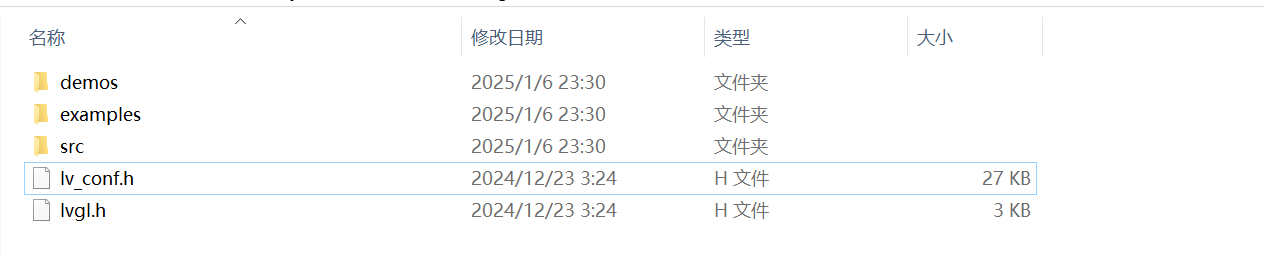 名称 修改日期 类型 大小
demos 2025/1/6 23:30 文件夹
examples 2025/1/6 23:30 文件夹
src 2025/1/6 23:30 文件夹
lv_conf.h 2024/12/23 3:24 H 文件 27 KB
lvgl.h 2024/12/23 3:24 H 文件 3 KB